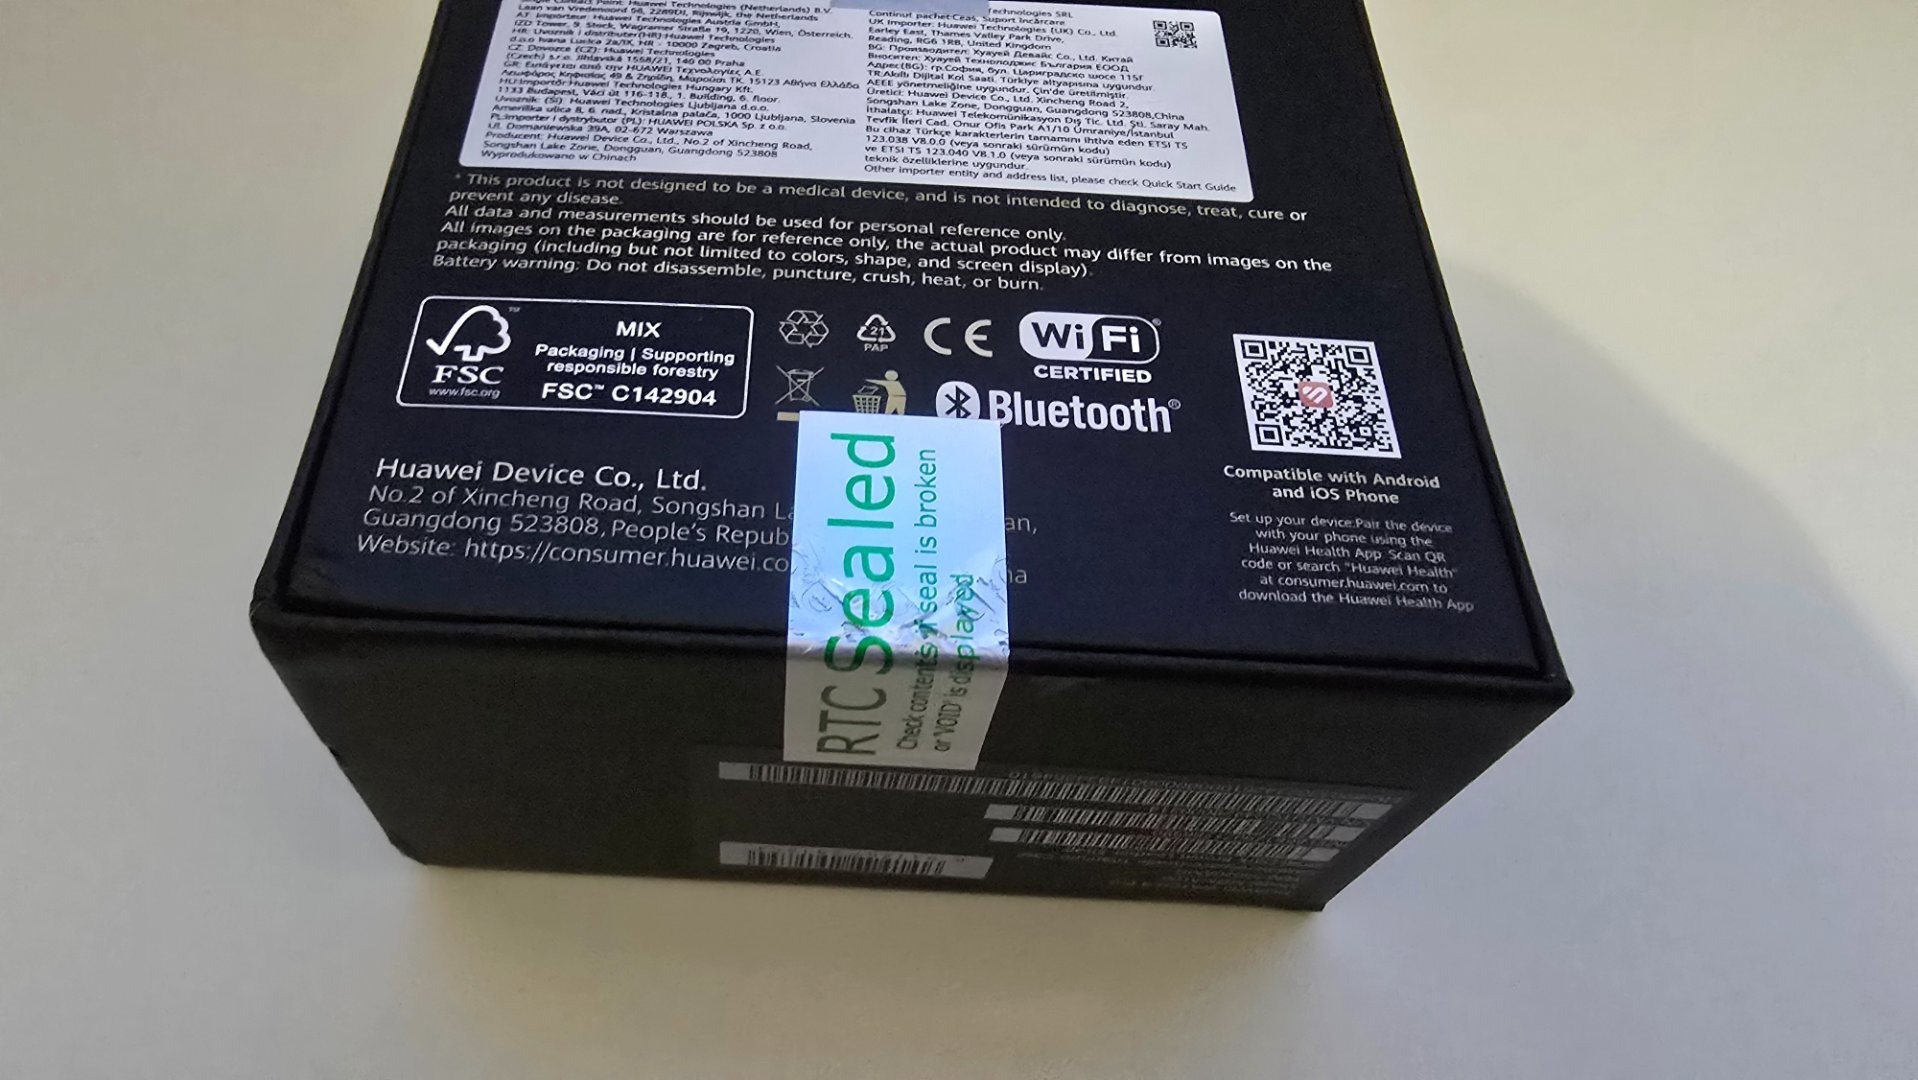 Laan van Vredenoord 56, 2289DJ, Rijswijk, the Netherlands
AT: Importeur: Huawei Technologies Austria GmbH,
IZD Tower, 9. Stock, Wagramer Straße 19, 1220, Wien, Österreich.
HR: Uvoznik i distributer(HR):Huawei Technologies
d.o.o Ivana Lučića 2a/IX, HR - 10000 Zagreb, Croatia
CZ: Dovozce (CZ): Huawei Technologies
(Czech) s.r.o. Jihlavská 1558/21, 140 00 Praha
GR: Εισάγεται από την HUAWEI Τεχνολογίες Α.Ε.
Λεωφόρος Κηφισίας 49 & Ζηρίδη, Μαρούσι ΤΚ, 15123 Αθήνα Ελλάδα
HU:Importőr:Huawei Technologies Hungary Kft.
1133 Budapest, Váci út 116-118., 1. Building, 6. floor.
Uvoznik: (SI): Huawei Technologies Ljubljana d.o.o.
Ameriška ulica 8, 6. nad., Kristalna palača, 1000 Ljubljana, Slovenia
PL:Importer i dystrybutor (PL): HUAWEI POLSKA Sp. z o.o.
Ul. Domaniewska 39A, 02-672 Warszawa
Producent: Huawei Device Co., Ltd., No.2 of Xincheng Road,
Songshan Lake Zone, Dongguan, Guangdong 523808
Wyprodukowano w Chinach
Technologies SRL
Conținut pachet:Ceas, Suport încărcare
UK Importer: Huawei Technologies (UK) Co., Ltd.
Earley East, Thames Valley Park Drive,
Reading, RG6 1RB, United Kingdom
BG: Производител: Хуауей Девайс Ко., Лтд. Китай
Вносител: Хуауей Технолоджис България ЕООД
Адрес(BG): гр.София, бул. Цариградско шосе 115Г
TR:Akıllı Dijital Kol Saati. Türkiye altyapısına uygundur.
AEEE yönetmeliğine uygundur. Çin'de üretilmiştir.
Üretici: Huawei Device Co., Ltd. Xincheng Road 2,
Songshan Lake Zone, Dongguan, Guangdong 523808,China
İthalatçı: Huawei Telekomünikasyon Dış Tic. Ltd. Şti. Saray Mah.
Tevfik İleri Cad. Onur Ofis Park A1/10 Ümraniye/İstanbul
Bu cihaz Türkçe karakterlerin tamamını ihtiva eden ETSI TS
123.038 V8.0.0 (veya sonraki sürümün kodu)
ve ETSI TS 123.040 V8.1.0 (veya sonraki sürümün kodu)
teknik özelliklerine uygundur.
Other importer entity and address list, please check Quick Start Guide
* This product is not designed to be a medical device, and is not intended to diagnose, treat, cure or
prevent any disease.
All data and measurements should be used for personal reference only.
All images on the packaging are for reference only, the actual product may differ from images on the
packaging (including but not limited to colors, shape, and screen display).
Battery warning: Do not disassemble, puncture, crush, heat, or burn.
FSC
www.fsc.org
MIX
Packaging | Supporting
responsible forestry
FSC™ C142904
21
PAP
CE
Wi Fi
CERTIFIED
Bluetooth®
Huawei Device Co., Ltd.
No.2 of Xincheng Road, Songshan La an,
Guangdong 523808, People's Repub na
Website: https://consumer.huawei.co
Compatible with Android
and iOS Phone
Set up your device:Pair the device
with your phone using the
Huawei Health App. Scan QR
code or search "Huawei Health"
at consumer.huawei.com to
download the Huawei Health App
RTC Sealed
Check contents if seal is broken
or 'VOID' is displayed